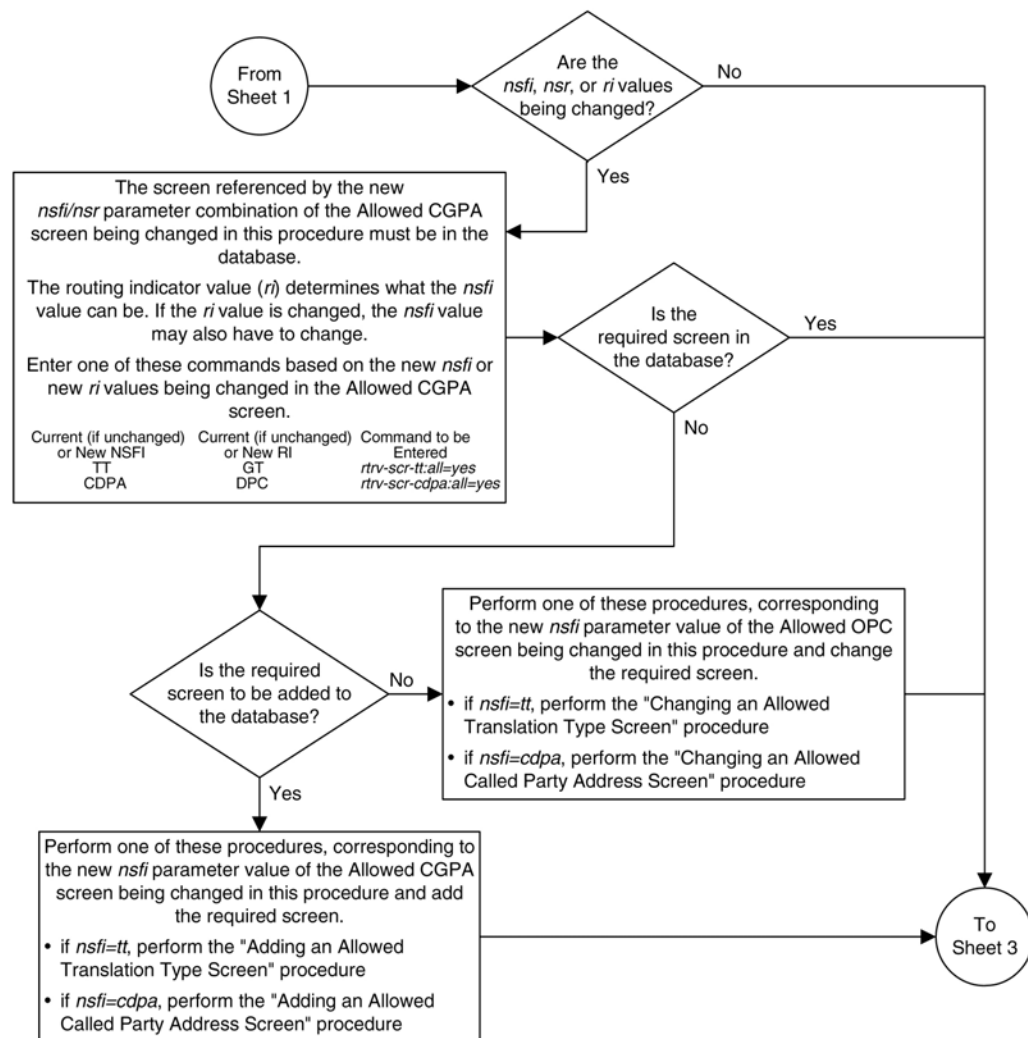 From
Sheet 1
Are the
nsfi, nsr, or ri values
being changed?
No
Yes
The screen referenced by the new
nsfi/nsr parameter combination of the Allowed CGPA
screen being changed in this procedure must be in the
database.
The routing indicator value (ri) determines what the nsfi
value can be. If the ri value is changed, the nsfi value
may also have to change.
Enter one of these commands based on the new nsfi or
new ri values being changed in the Allowed CGPA
screen.
Current (if unchanged) Current (if unchanged) Command to be
or New NSFI or New RI Entered
TT GT rtrv-scr-tt:all=yes
CDPA DPC rtrv-scr-cdpa:all=yes
Is the
required screen in
the database?
Yes
No
Is the required
screen to be added to
the database?
No
Yes
Perform one of these procedures, corresponding
to the new nsfi parameter value of the Allowed OPC
screen being changed in this procedure and change
the required screen.
• if nsfi=tt, perform the "Changing an Allowed
Translation Type Screen" procedure
• if nsfi=cdpa, perform the "Changing an Allowed
Called Party Address Screen" procedure
Perform one of these procedures, corresponding to
the new nsfi parameter value of the Allowed CGPA
screen being changed in this procedure and add
the required screen.
• if nsfi=tt, perform the "Adding an Allowed
Translation Type Screen" procedure
• if nsfi=cdpa, perform the "Adding an Allowed
Called Party Address Screen" procedure
To
Sheet 3